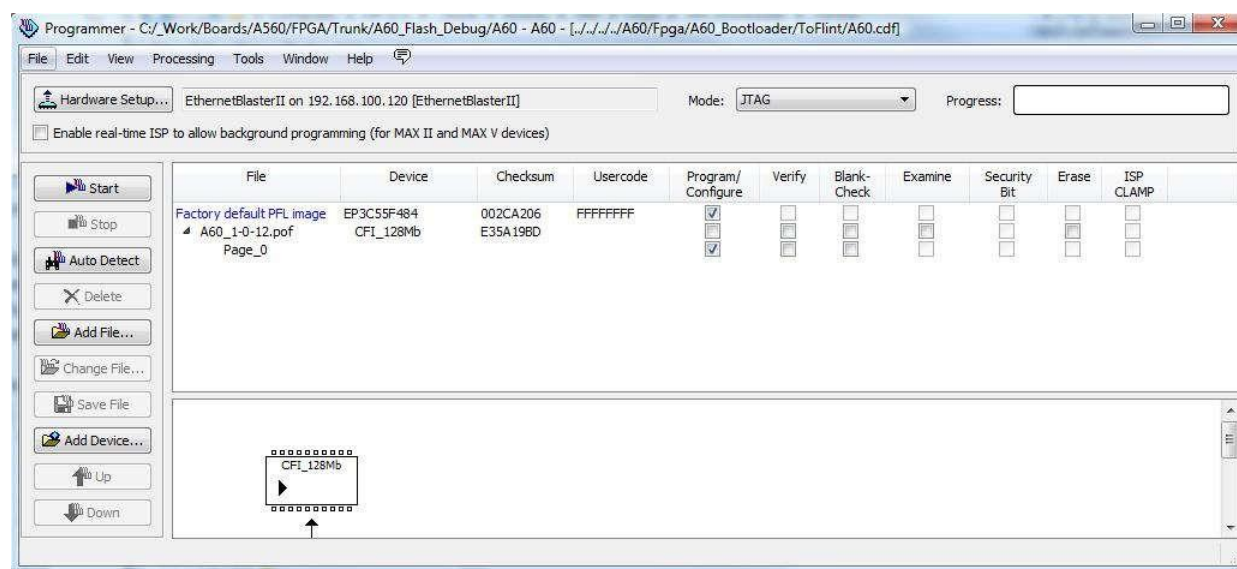 Programmer - C:/_Work/Boards/A560/FPGA/Trunk/A60_Flash_Debug/A60 - A60 - [../../../../A60/Fpga/A60_Bootloader/ToFlint/A60.cdf]
File Edit View Processing Tools Window Help
Hardware Setup... EthernetBlasterII on 192.168.100.120 [EthernetBlasterII] Mode: JTAG Progress:
Enable real-time ISP to allow background programming (for MAX II and MAX V devices)
File Device Checksum Usercode Program/ Verify Blank- Examine Security Erase ISP
Configure Check Bit CLAMP
Start
Factory default PFL image EP3C55F484 002CA206 FFFFFFFF
Stop
A60_1-0-12.pof CFI_128Mb E35A19BD
Page_0
Auto Detect
Delete
Add File...
Change File...
Save File
Add Device...
Up
Down
CFI_128Mb